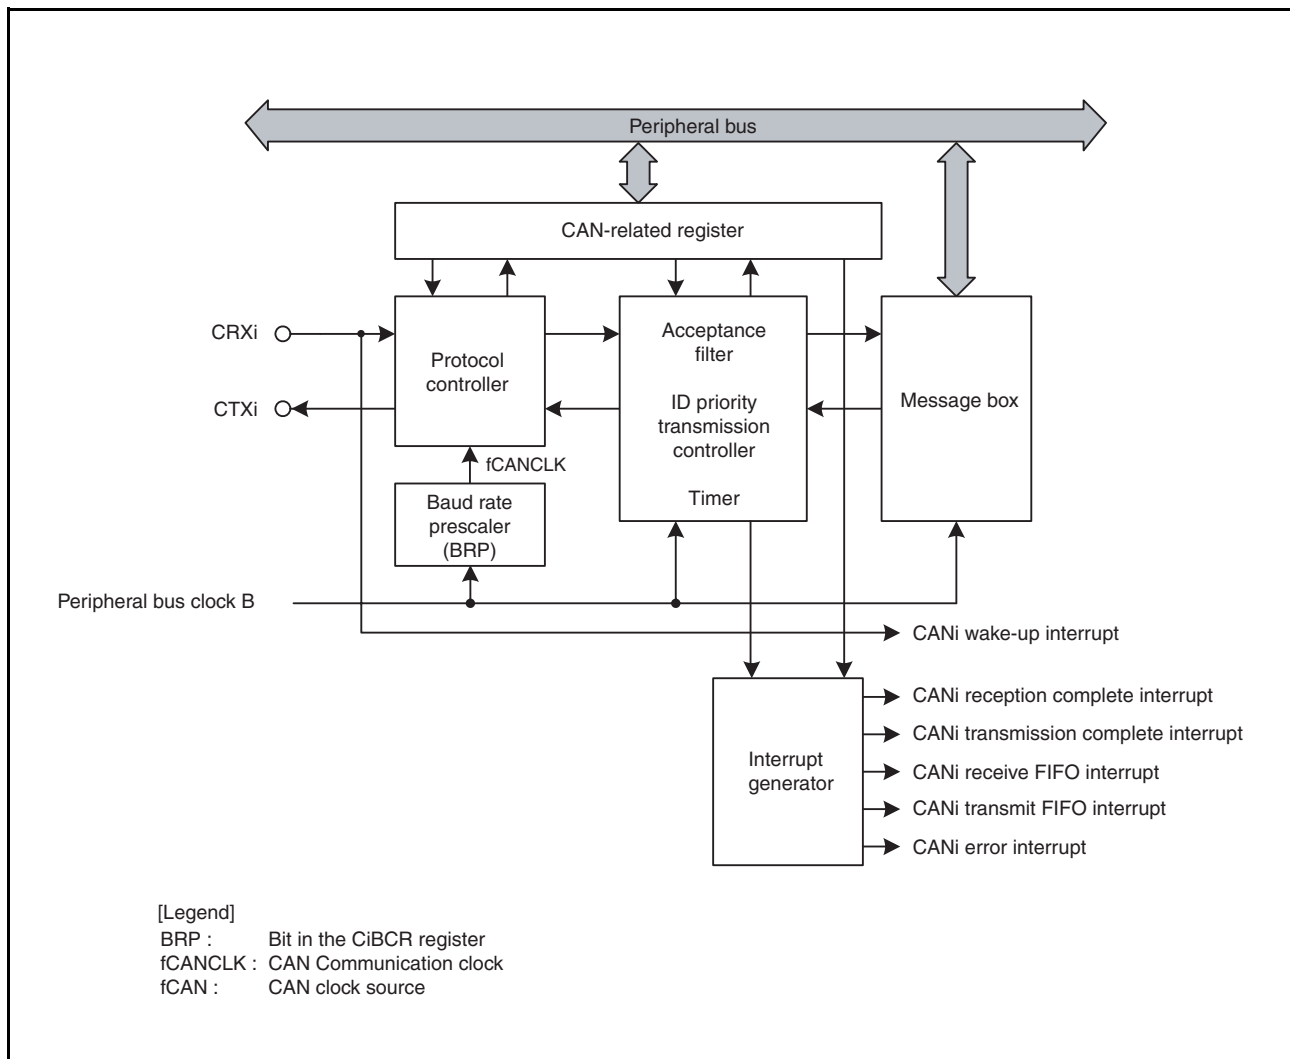 Peripheral bus
CAN-related register
CRXi
CTXi
Protocol
controller
Acceptance
filter
ID priority
transmission
controller
Timer
Message box
fCANCLK
Baud rate
prescaler
(BRP)
Peripheral bus clock B
CANi wake-up interrupt
Interrupt
generator
CANi reception complete interrupt
CANi transmission complete interrupt
CANi receive FIFO interrupt
CANi transmit FIFO interrupt
CANi error interrupt
[Legend]
BRP : Bit in the CiBCR register
fCANCLK : CAN Communication clock
fCAN : CAN clock source